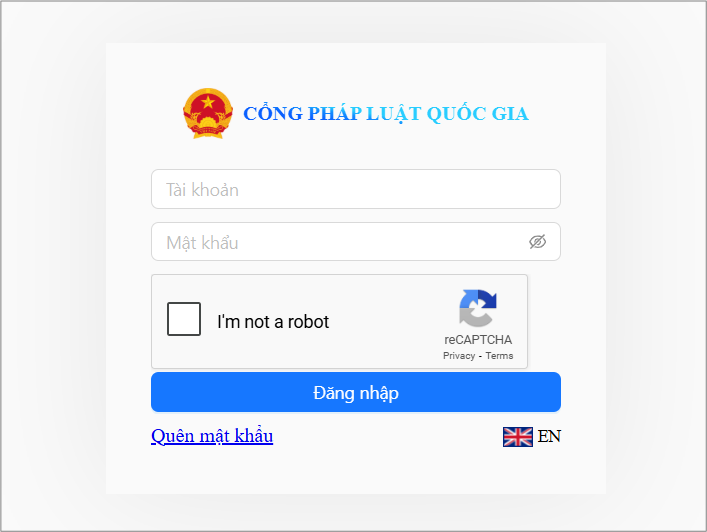 CỔNG PHÁP LUẬT QUỐC GIA
Tài khoản
Mật khẩu
I'm not a robot
reCAPTCHA
Privacy - Terms
Đăng nhập
Quên mật khẩu
EN